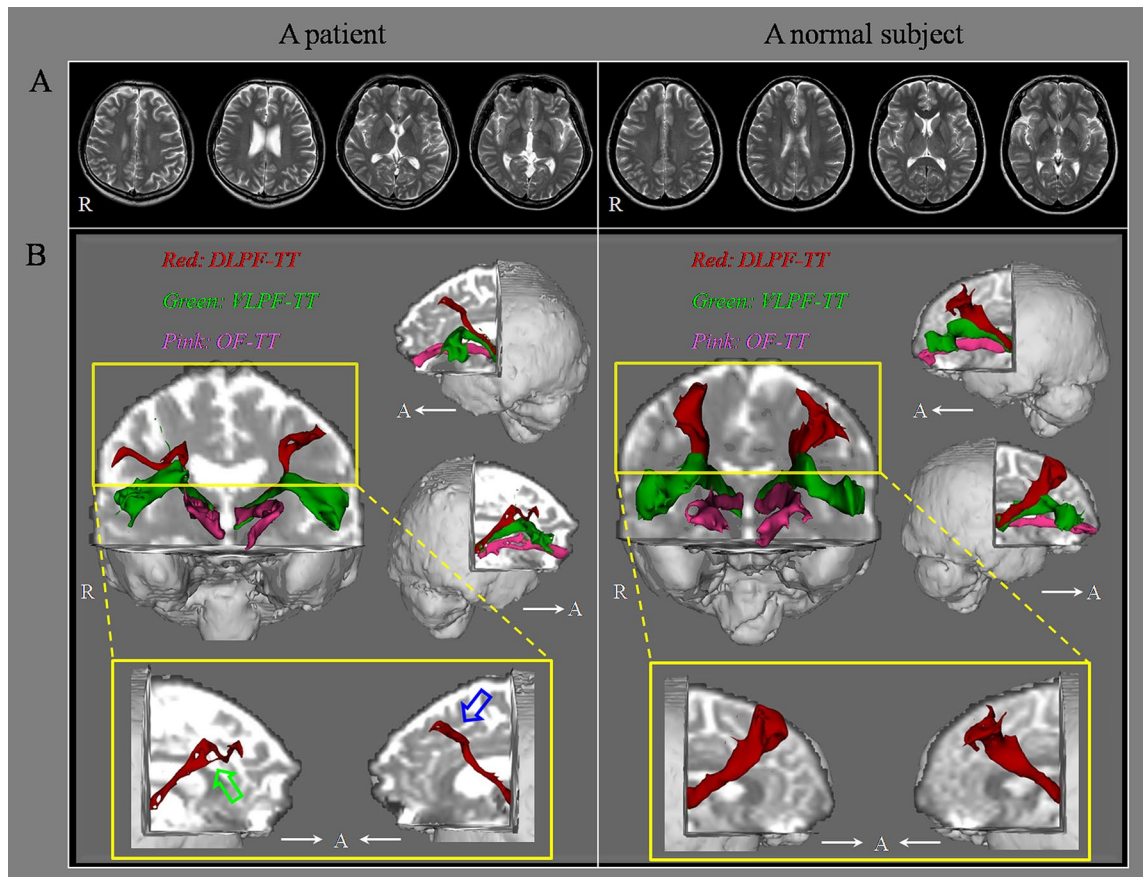 A patient
A normal subject
A
R
R
B
Red: DLPF-TT
Green: VLPF-TT
Pink: OF-TT
Red: DLPF-TT
Green: VLPF-TT
Pink: OF-TT
A
A
R
A
R
A
A
A